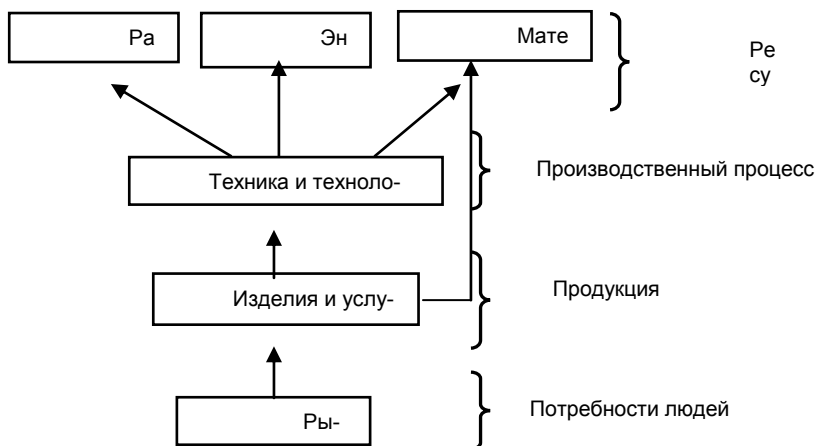 Ра
Эн
Мате
Ре
су
Производственный процесс
Техника и техноло-
Изделия и услу-
Продукция
Ры-
Потребности людей